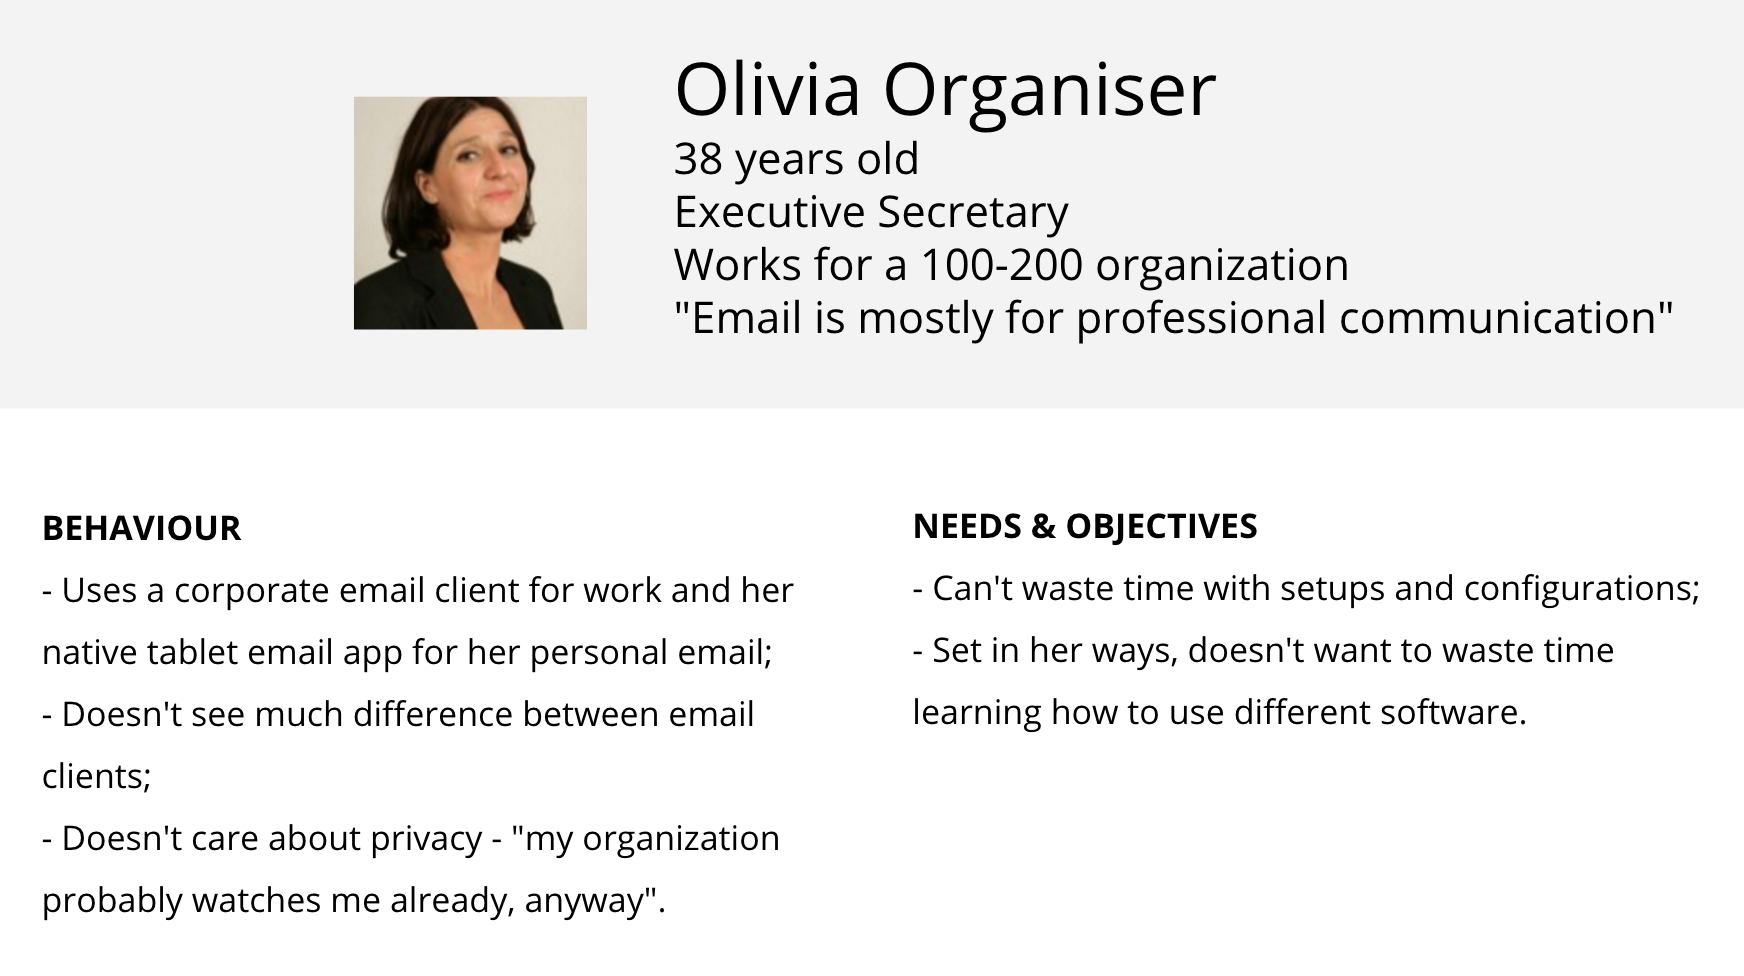 Olivia Organiser
38 years old
Executive Secretary
Works for a 100-200 organization
"Email is mostly for professional communication"
BEHAVIOUR
- Uses a corporate email client for work and her
native tablet email app for her personal email;
- Doesn't see much difference between email
clients;
- Doesn't care about privacy - "my organization
probably watches me already, anyway".
NEEDS & OBJECTIVES
- Can't waste time with setups and configurations;
- Set in her ways, doesn't want to waste time
learning how to use different software.